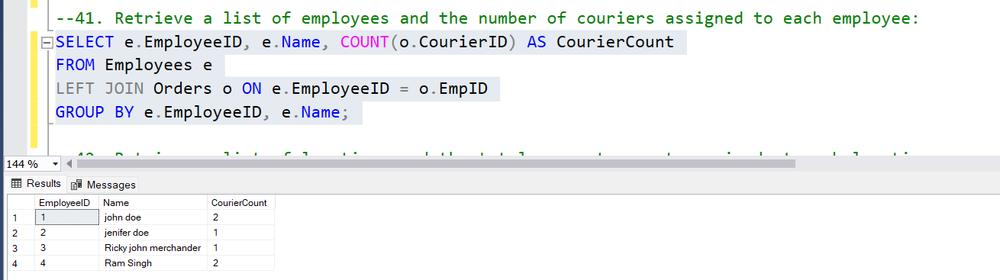 --41. Retrieve a list of employees and the number of couriers assigned to each employee:
SELECT e.EmployeeID, e.Name, COUNT(o.CourierID) AS CourierCount
FROM Employees e
LEFT JOIN Orders o ON e.EmployeeID = o.EmpID
GROUP BY e.EmployeeID, e.Name;
144 %
Results Messages
EmployeeID Name CourierCount
1 1 john doe 2
2 2 jenifer doe 1
3 3 Ricky john merchander 1
4 4 Ram Singh 2